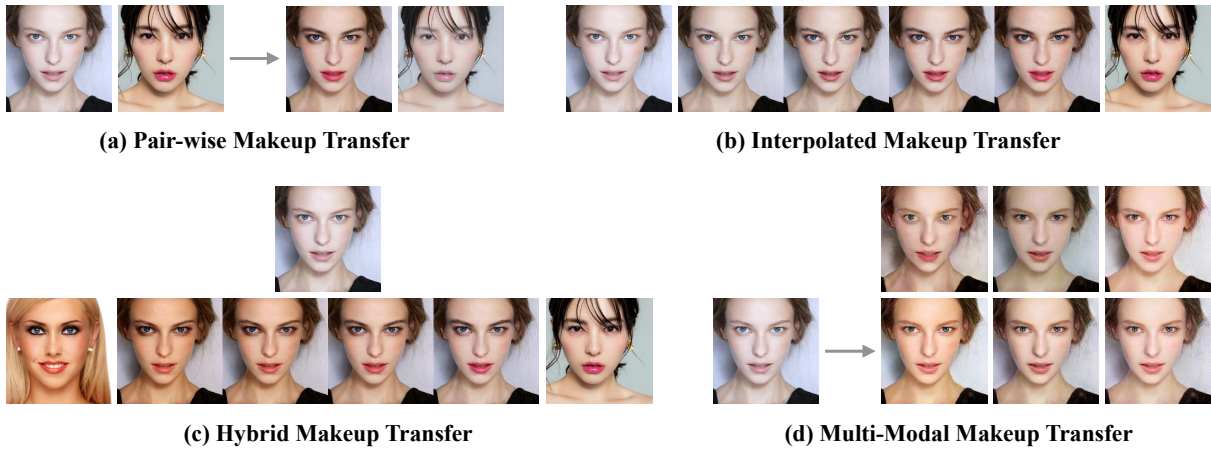 (a) Pair-wise Makeup Transfer
(b) Interpolated Makeup Transfer
(c) Hybrid Makeup Transfer
(d) Multi-Modal Makeup Transfer